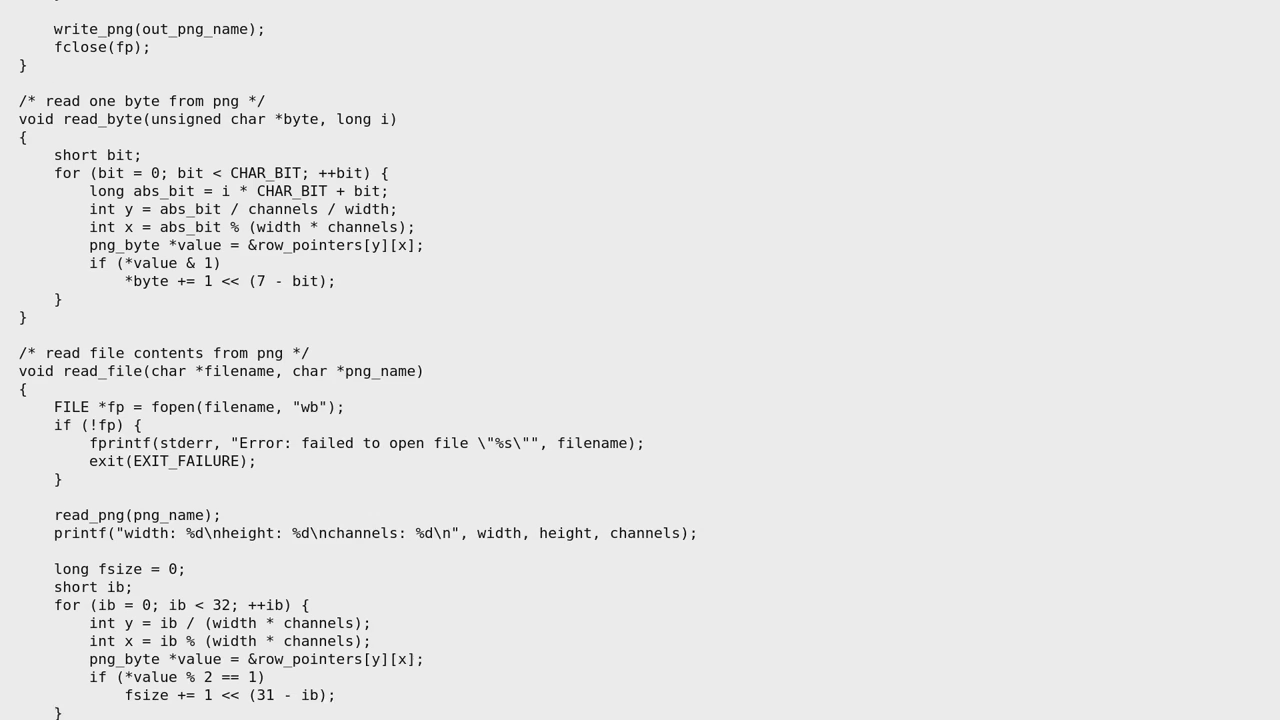 write_png(out_png_name);
    fclose(fp);
}

/* read one byte from png */
void read_byte(unsigned char *byte, long i)
{
    short bit;
    for (bit = 0; bit < CHAR_BIT; ++bit) {
        long abs_bit = i * CHAR_BIT + bit;
        int y = abs_bit / channels / width;
        int x = abs_bit % (width * channels);
        png_byte *value = &row_pointers[y][x];
        if (*value & 1)
            *byte += 1 << (7 - bit);
    }
}

/* read file contents from png */
void read_file(char *filename, char *png_name)
{
    FILE *fp = fopen(filename, "wb");
    if (!fp) {
        fprintf(stderr, "Error: failed to open file \"%s\"", filename);
        exit(EXIT_FAILURE);
    }

    read_png(png_name);
    printf("width: %d\nheight: %d\nchannels: %d\n", width, height, channels);

    long fsize = 0;
    short ib;
    for (ib = 0; ib < 32; ++ib) {
        int y = ib / (width * channels);
        int x = ib % (width * channels);
        png_byte *value = &row_pointers[y][x];
        if (*value % 2 == 1)
            fsize += 1 << (31 - ib);
    }